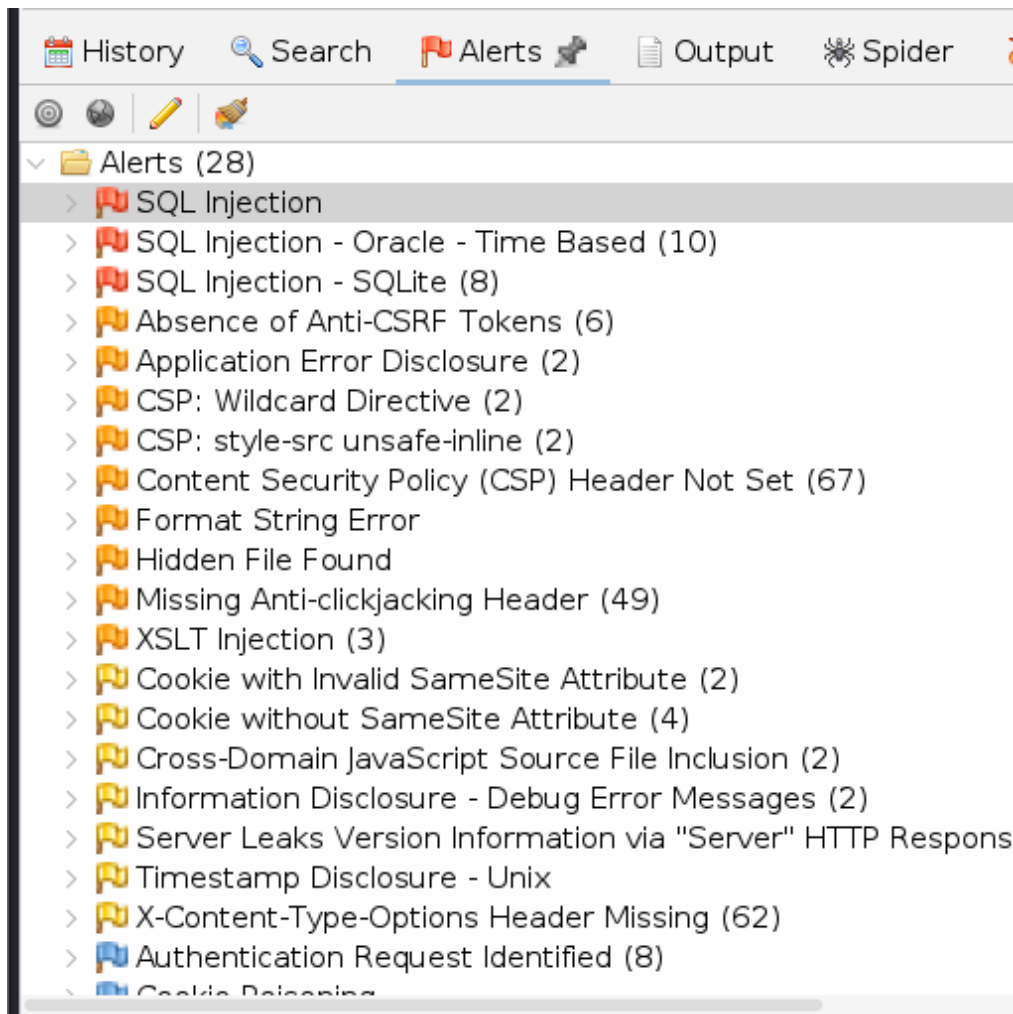 History Search Alerts Output Spider
Alerts (28)
SQL Injection
SQL Injection - Oracle - Time Based (10)
SQL Injection - SQLite (8)
Absence of Anti-CSRF Tokens (6)
Application Error Disclosure (2)
CSP: Wildcard Directive (2)
CSP: style-src unsafe-inline (2)
Content Security Policy (CSP) Header Not Set (67)
Format String Error
Hidden File Found
Missing Anti-clickjacking Header (49)
XSLT Injection (3)
Cookie with Invalid SameSite Attribute (2)
Cookie without SameSite Attribute (4)
Cross-Domain JavaScript Source File Inclusion (2)
Information Disclosure - Debug Error Messages (2)
Server Leaks Version Information via "Server" HTTP Respons
Timestamp Disclosure - Unix
X-Content-Type-Options Header Missing (62)
Authentication Request Identified (8)
Cookie Poisoning